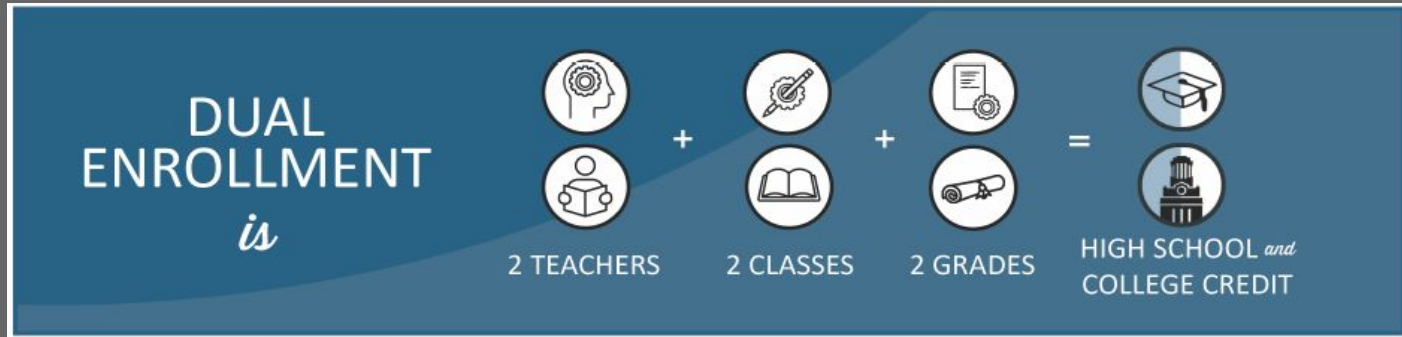 DUAL
ENROLLMENT
is
+
+
=
2 TEACHERS
2 CLASSES
2 GRADES
HIGH SCHOOL and
COLLEGE CREDIT